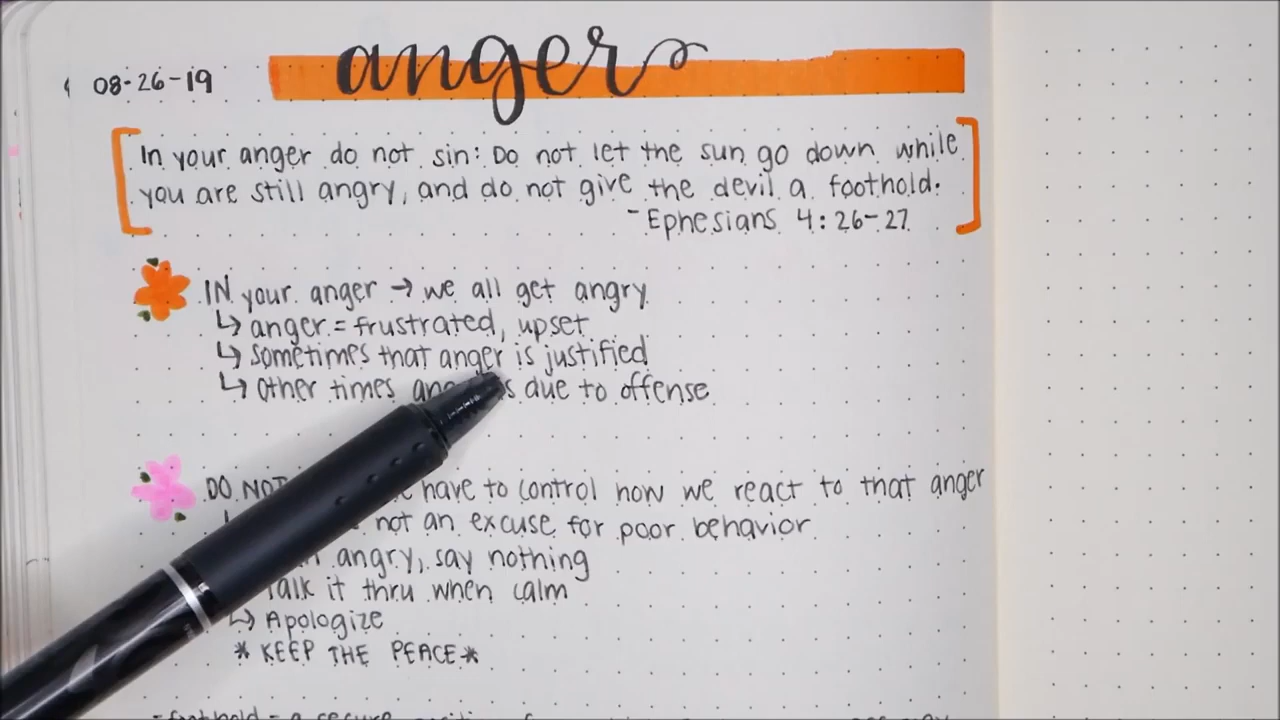 anger
08-26-19
In your anger do not sin: Do not let the sun go down while
you are still angry, and do not give the devil a foothold.
- Ephesians 4:26-27
IN your anger → we all get angry
↳ anger = frustrated, upset
↳ sometimes that anger is justified
↳ Other times is due to offense
DO NOT have to control how we react to that anger
not an excuse for poor behavior
angry, say nothing
Talk it thru when calm
↳ Apologize
* KEEP THE PEACE *
- foothold = a secure